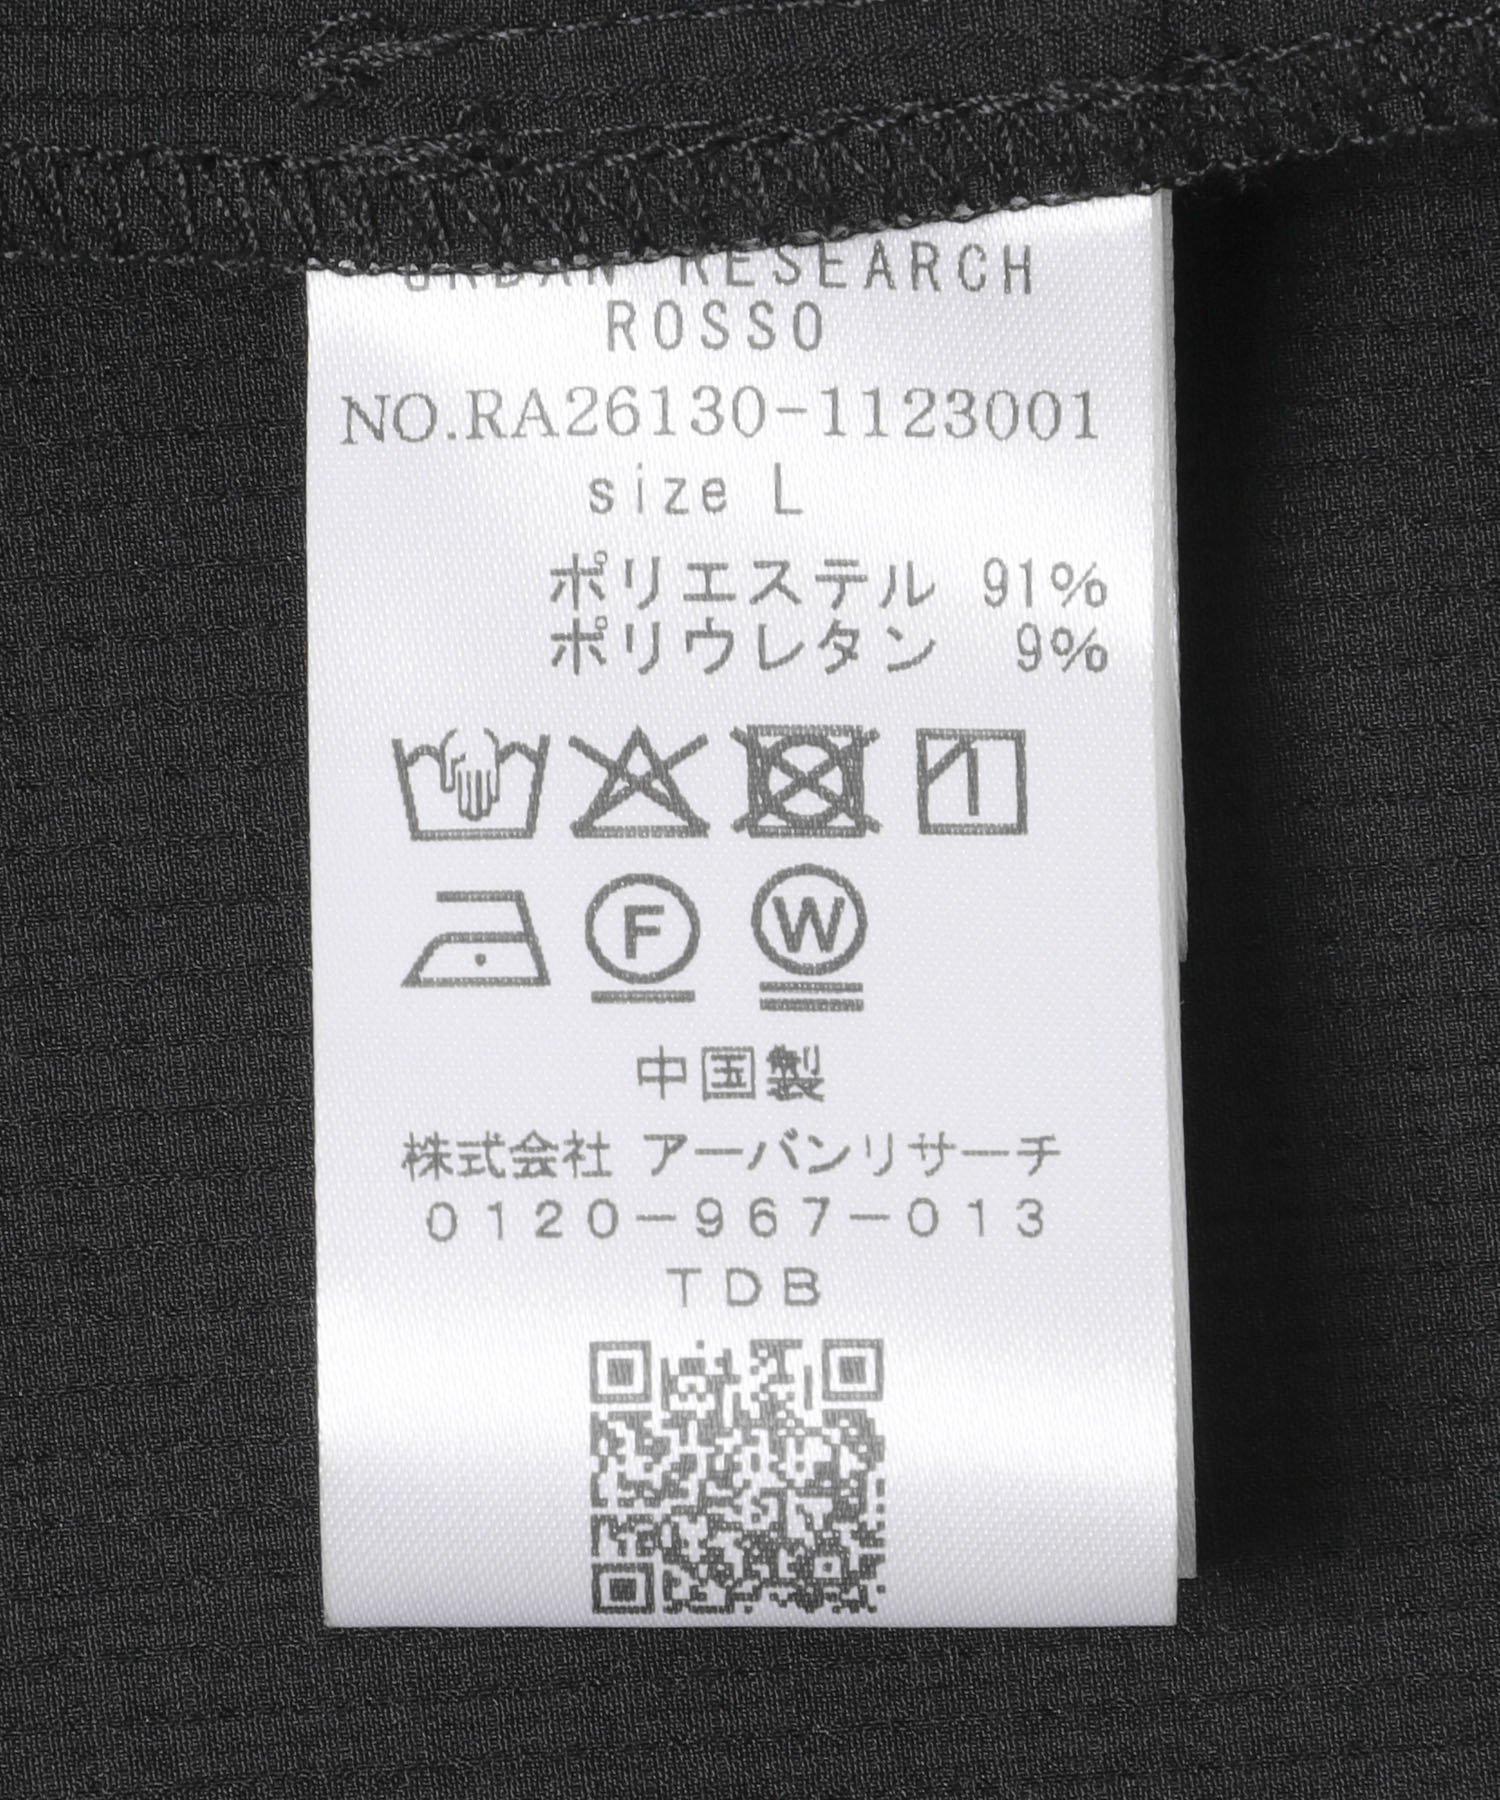 URBAN RESEARCH
ROSSO
NO.RA26130-1123001
size L
ポリエステル 91%
ポリウレタン 9%
F W
中国製
株式会社 アーバンリサーチ
0120-967-013
TDB